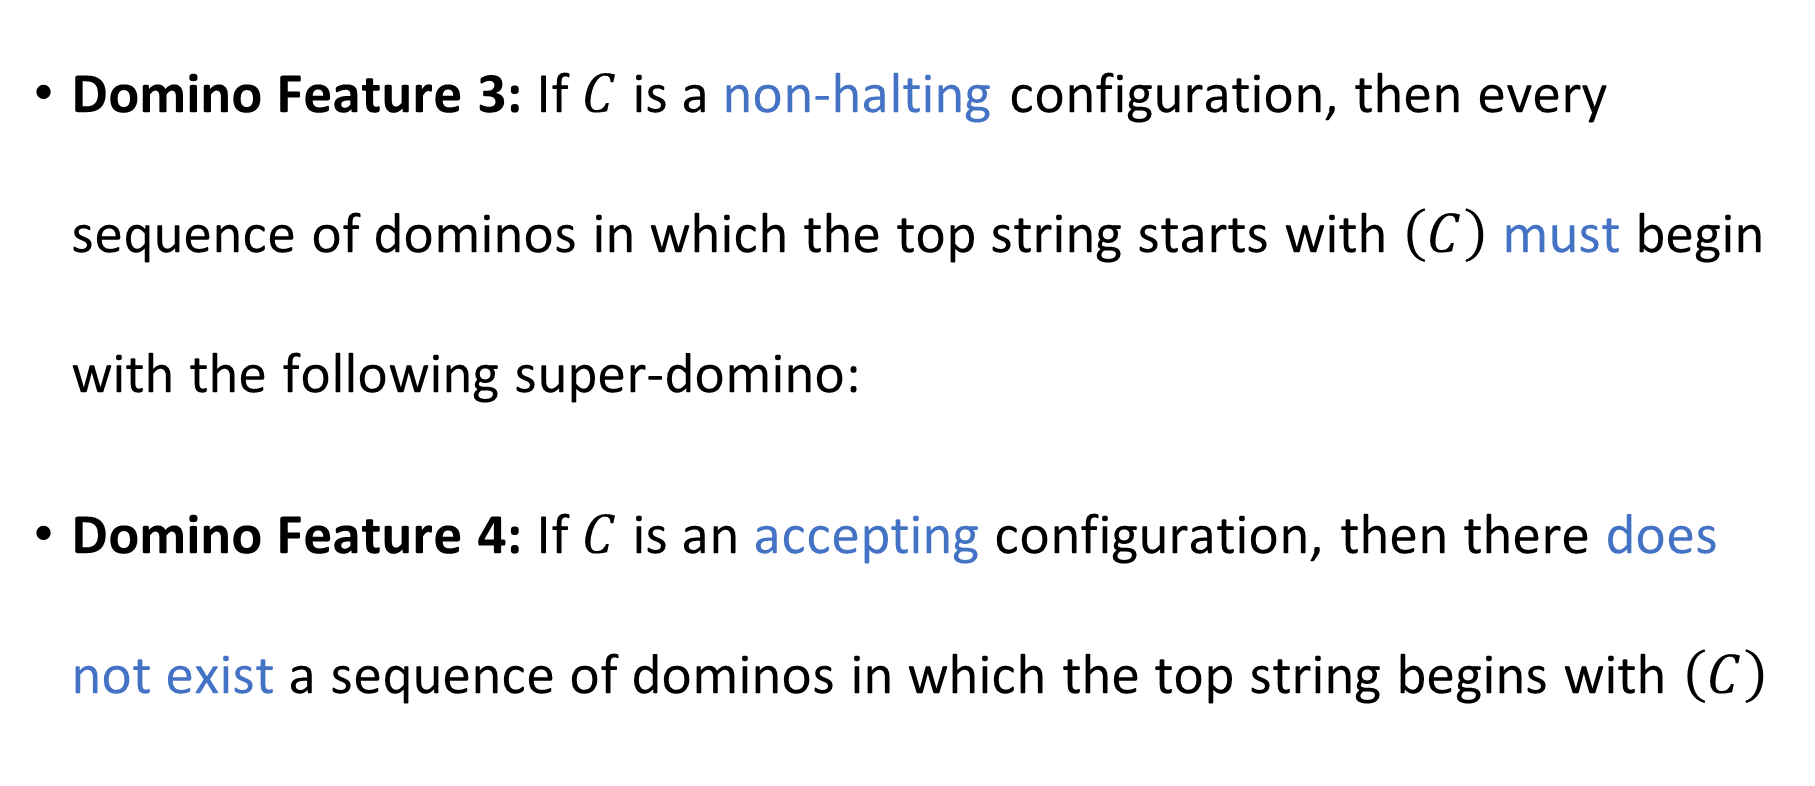 • Domino Feature 3: If C is a non-halting configuration, then every
sequence of dominos in which the top string starts with (C) must begin
with the following super-domino:
• Domino Feature 4: If C is an accepting configuration, then there does
not exist a sequence of dominos in which the top string begins with (C)